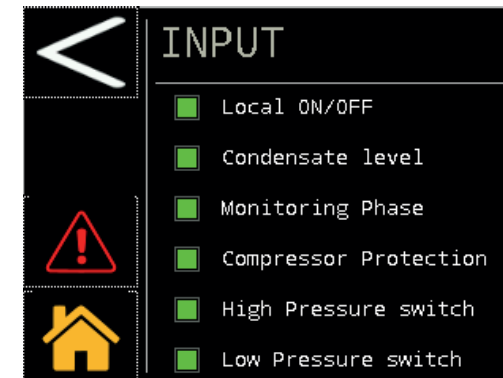 INPUT
Local ON/OFF
Condensate level
Monitoring Phase
Compressor Protection
High Pressure switch
Low Pressure switch